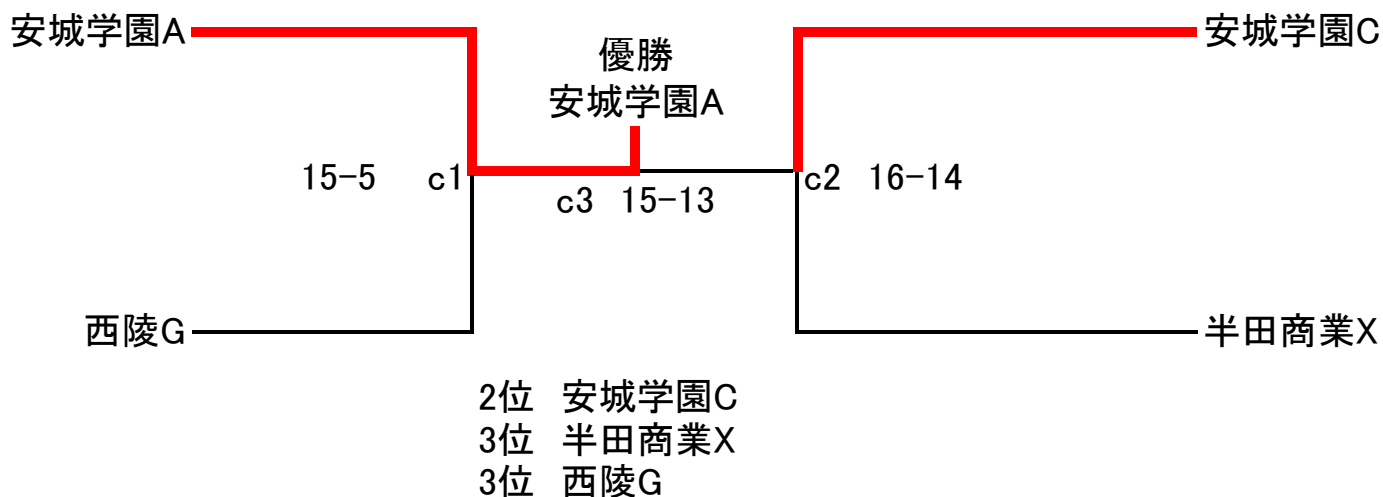 安城学園A
優勝
安城学園A
安城学園C
15-5 c1
c3 15-13
c2 16-14
西陵G
半田商業X
2位 安城学園C
3位 半田商業X
3位 西陵G